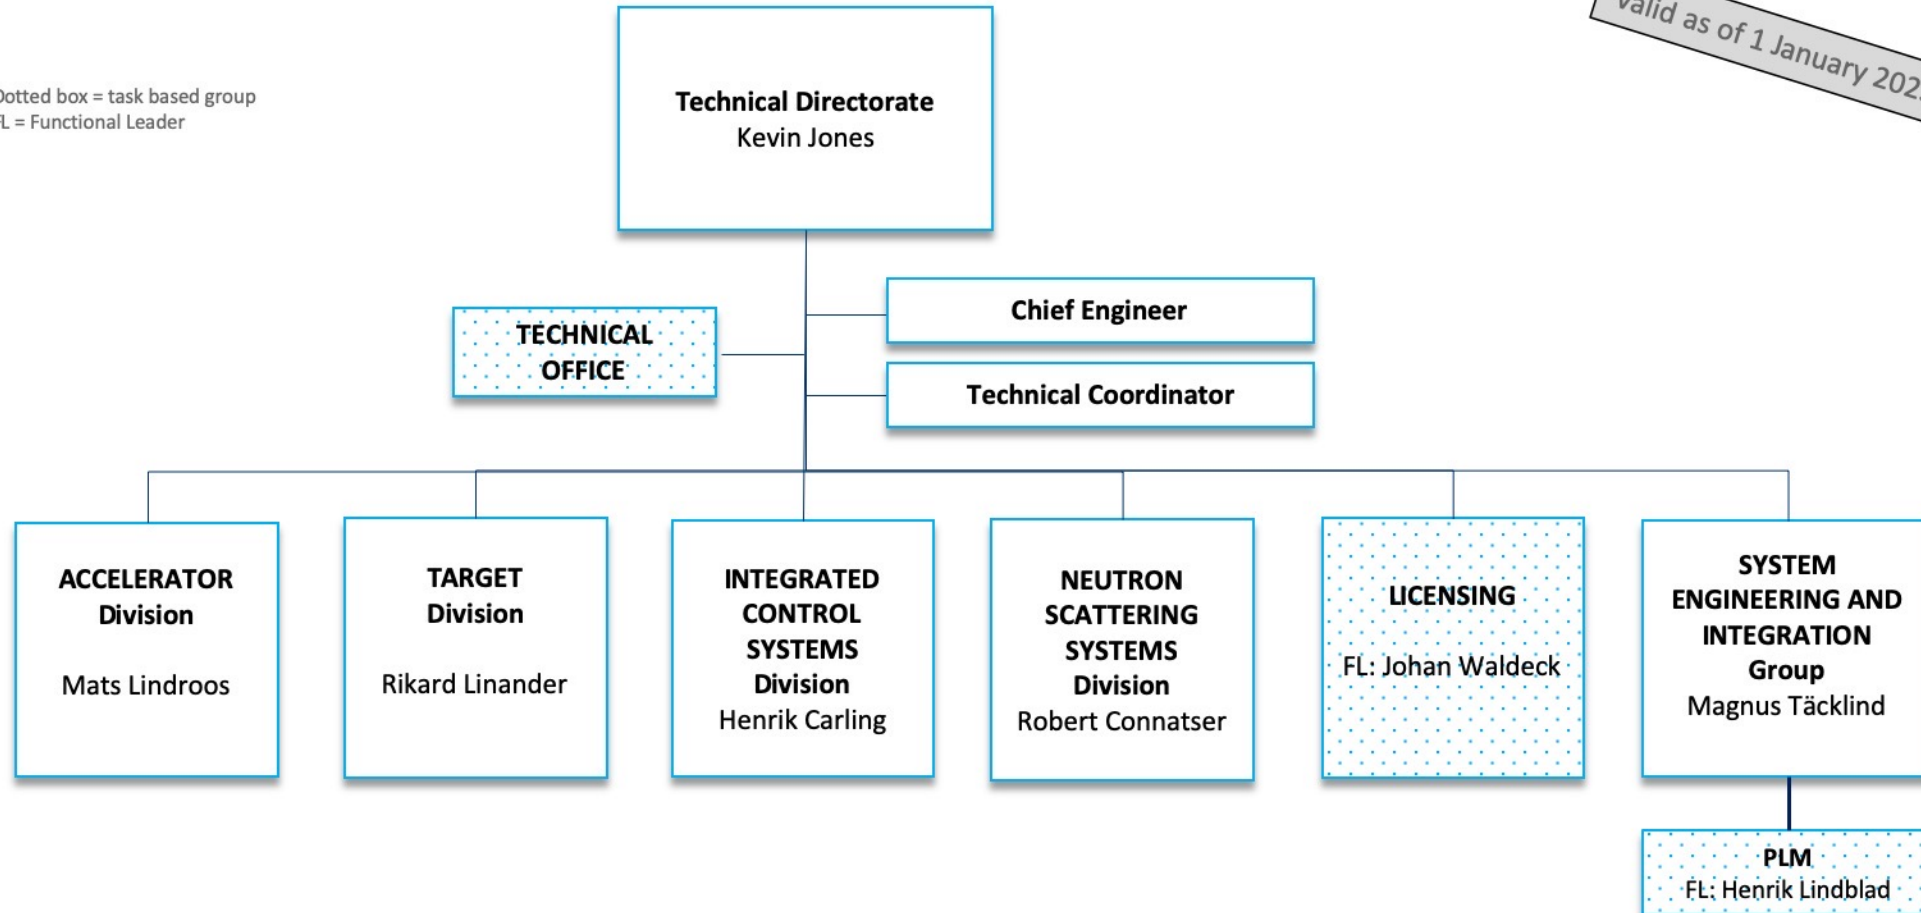 Valid as of 1 January
Dotted box = task based group
FL = Functional Leader
Technical Directorate
Kevin Jones
TECHNICAL
OFFICE
Chief Engineer
Technical Coordinator
ACCELERATOR
Division
Mats Lindroos
TARGET
Division
Rikard Linander
INTEGRATED
CONTROL
SYSTEMS
Division
Henrik Carling
NEUTRON
SCATTERING
SYSTEMS
Division
Robert Connatser
LICENSING
FL: Johan Waldeck
SYSTEM
ENGINEERING AND
INTEGRATION
Group
Magnus Täcklind
PLM
FL: Henrik Lindblad